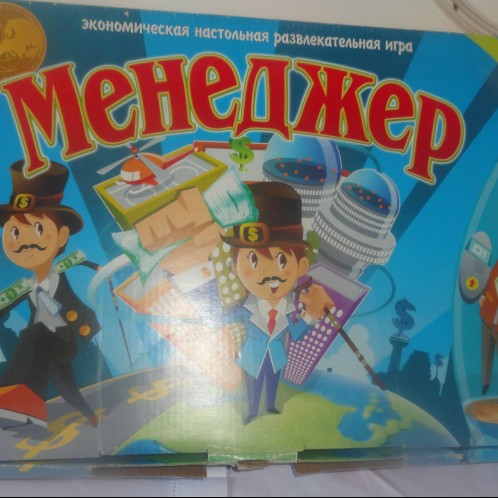 экономическая настольная развлекательная игра
Менеджер